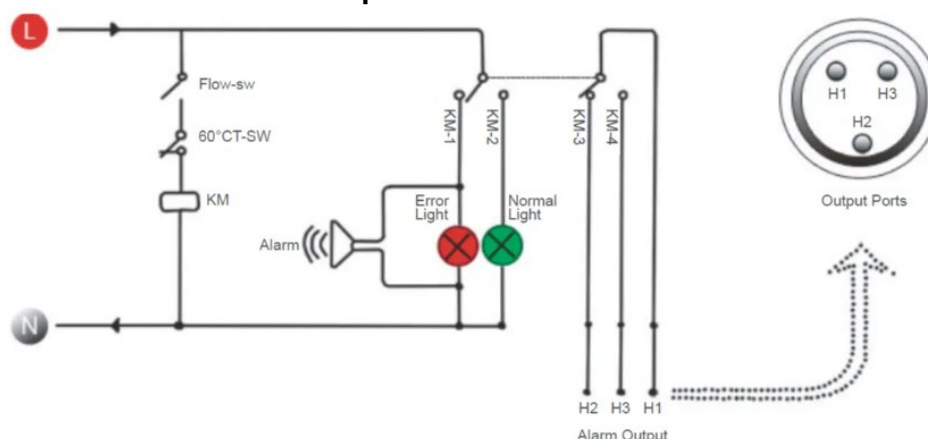 L
Flow-sw
60°CT-SW
KM
N
Alarm
Error
Light
Normal
Light
KM-1
KM-2
KM-3
KM-4
H2 H3 H1
Alarm Output
H1 H3
H2
Output Ports